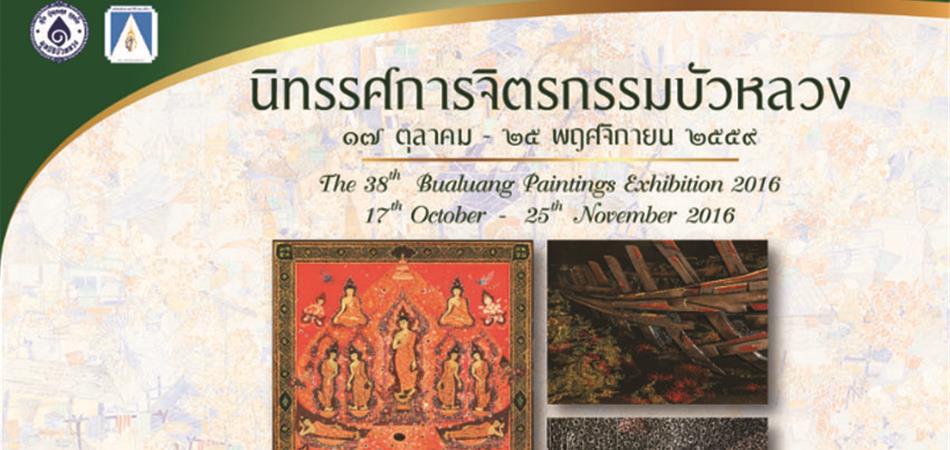 นิทรรศการจิตรกรรมบัวหลวง
๑๗ ตุลาคม - ๒๕ พฤศจิกายน ๒๕๕๙
The 38th Bualuang Paintings Exhibition 2016
17th October - 25th November 2016